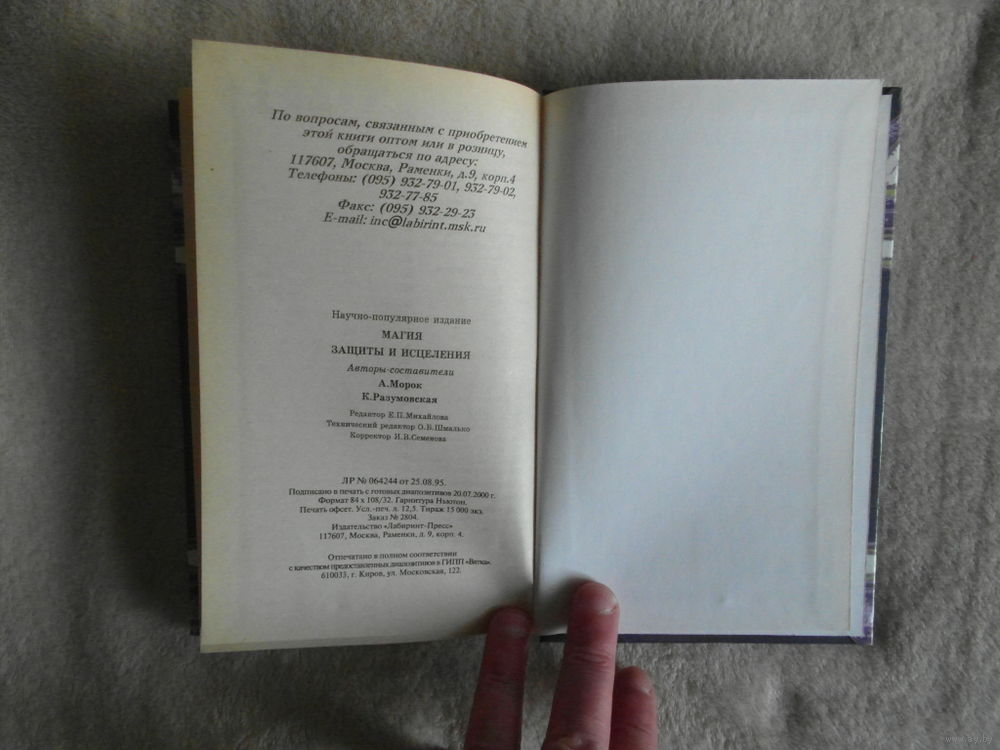 По вопросам, связанным с приобретением
этой книги оптом или в розницу,
обращаться по адресу:
117607, Москва, Раменки, д.9, корп.4
Телефоны: (095) 932-79-01, 932-79-02,
932-77-85
Факс: (095) 932-29-23
E-mail: inc@labirint.msk.ru
Научно-популярное издание
МАГИЯ
ЗАЩИТЫ И ИСЦЕЛЕНИЯ
Авторы-составители
А.Морок
К.Разумовская
Редактор Е.П.Михайлова
Технический редактор О.В.Шмалько
Корректор И.В.Семенова
ЛР № 064244 от 25.08.95.
Подписано в печать с готовых диапозитивов 20.07.2000 г.
Формат 84 х 108/32. Гарнитура Ньютон.
Печать офсет. Усл.-печ. л. 12,5. Тираж 15 000 экз.
Заказ № 2804.
Издательство «Лабиринт-Пресс»
117607, Москва, Раменки, д. 9, корп. 4.
Отпечатано в полном соответствии
с качеством предоставленных диапозитивов в ГИПП «Вятка».
610033, г. Киров, ул. Московская, 122.
www.ay.by